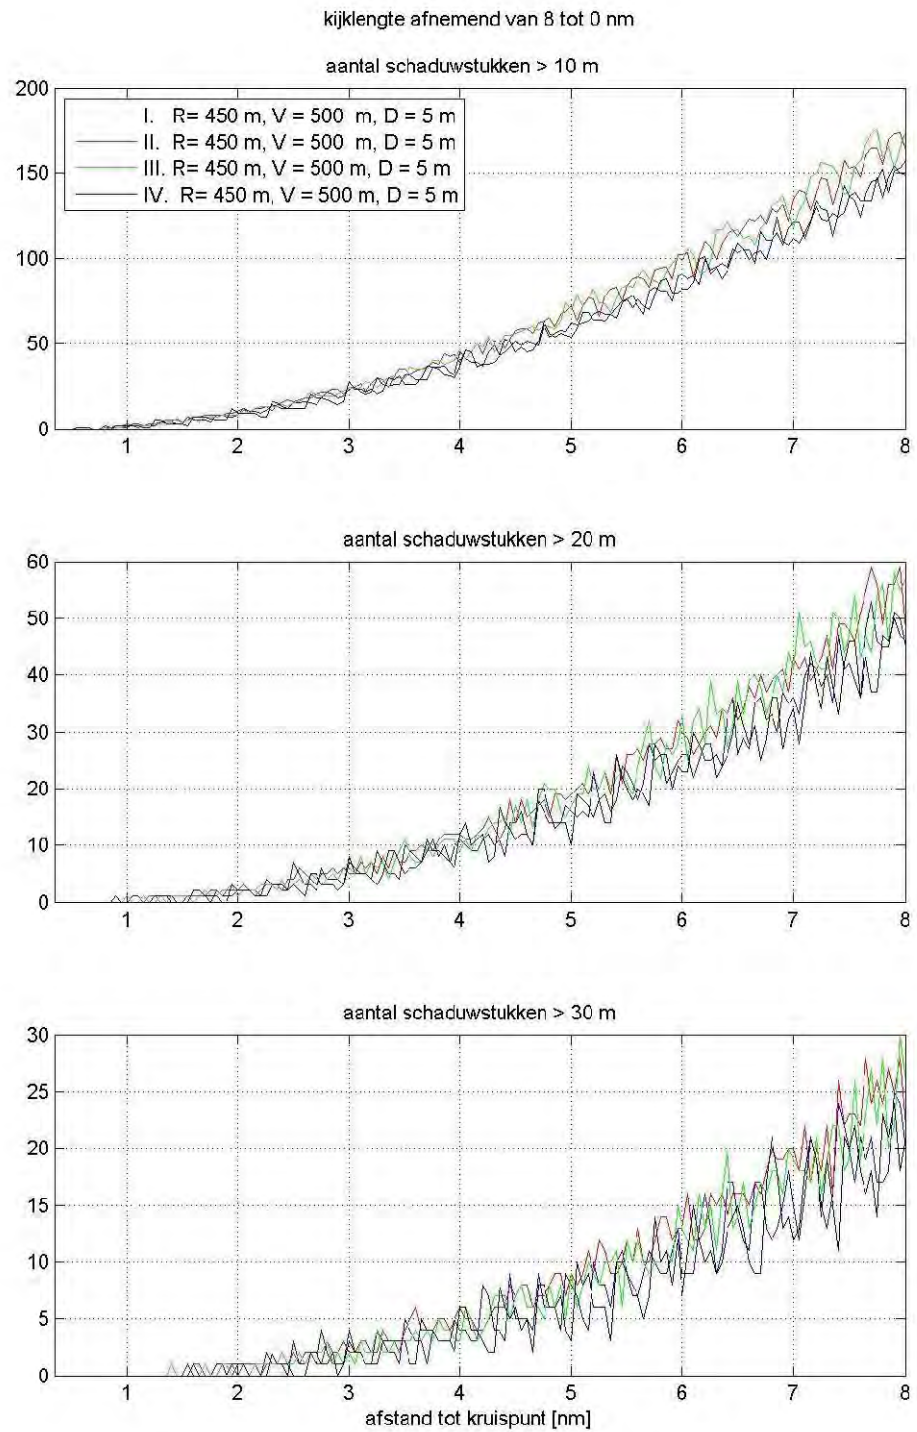 kijklengte afnemend van 8 tot 0 nm
aantal schaduwstukken > 10 m
200
150
100
50
0
I. R= 450 m, V = 500 m, D = 5 m
II. R= 450 m, V = 500 m, D = 5 m
III. R= 450 m, V = 500 m, D = 5 m
IV. R= 450 m, V = 500 m, D = 5 m
1 2 3 4 5 6 7 8
aantal schaduwstukken > 20 m
60
50
40
30
20
10
0
1 2 3 4 5 6 7 8
aantal schaduwstukken > 30 m
30
25
20
15
10
5
0
1 2 3 4 5 6 7 8
afstand tot kruispunt [nm]